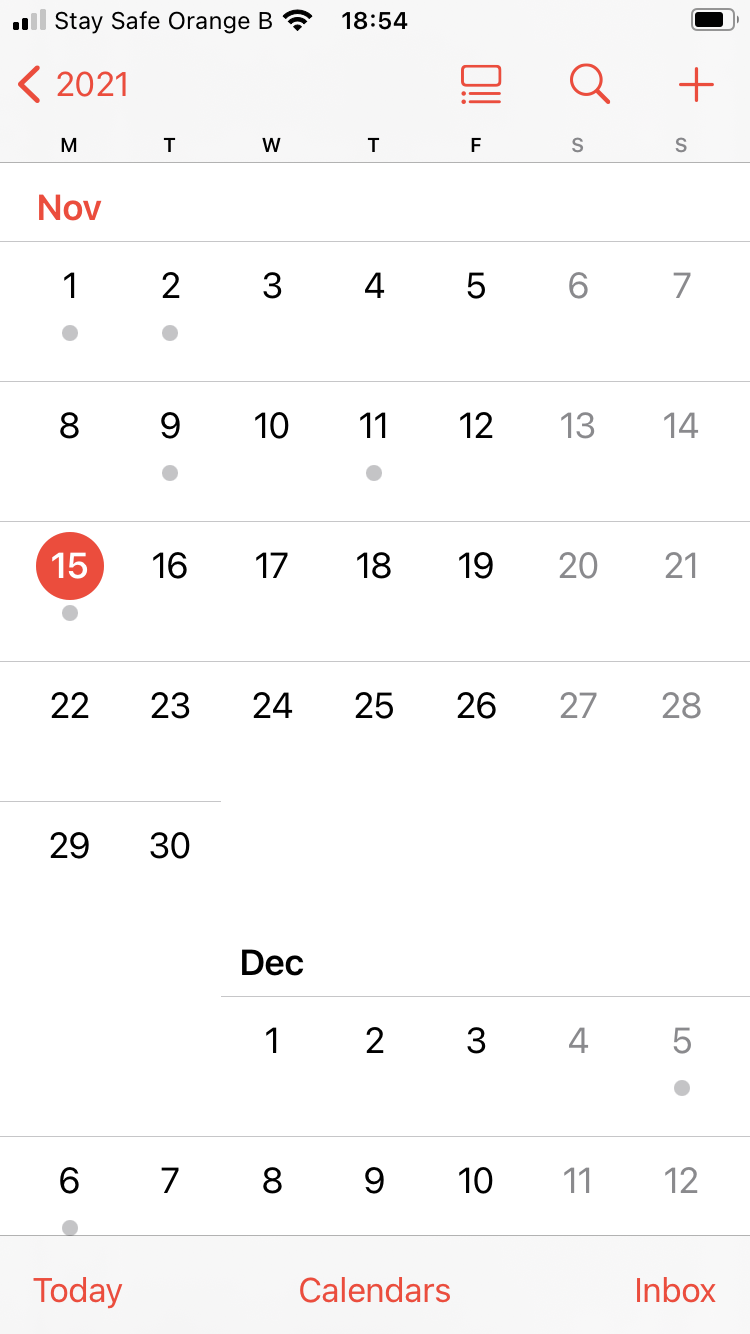 Stay Safe Orange B 18:54
2021
M T W T F S S
Nov
1 2 3 4 5 6 7
8 9 10 11 12 13 14
15 16 17 18 19 20 21
22 23 24 25 26 27 28
29 30
Dec
1 2 3 4 5
6 7 8 9 10 11 12
Today Calendars Inbox